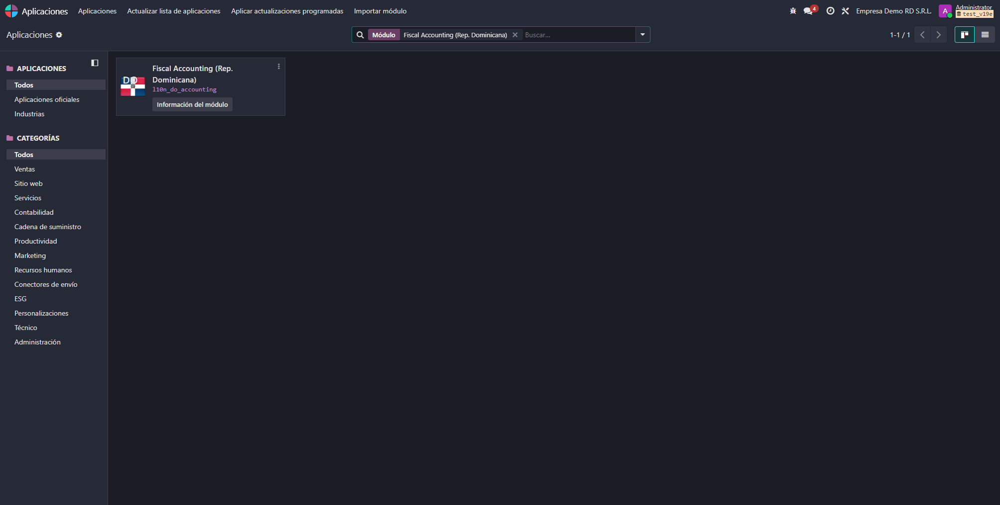 Aplicaciones Aplicaciones Actualizar lista de aplicaciones Aplicar actualizaciones programadas Importar módulo 4 Empresa Demo RD S.R.L. A Administrator
test_v19e
Aplicaciones Módulo Fiscal Accounting (Rep. Dominicana) Buscar... 1-1 / 1
APLICACIONES
Todos
Aplicaciones oficiales
Industrias
CATEGORÍAS
Todos
Ventas
Sitio web
Servicios
Contabilidad
Cadena de suministro
Productividad
Marketing
Recursos humanos
Conectores de envío
ESG
Personalizaciones
Técnico
Administración
DO
Fiscal Accounting (Rep.
Dominicana)
l10n_do_accounting
Información del módulo